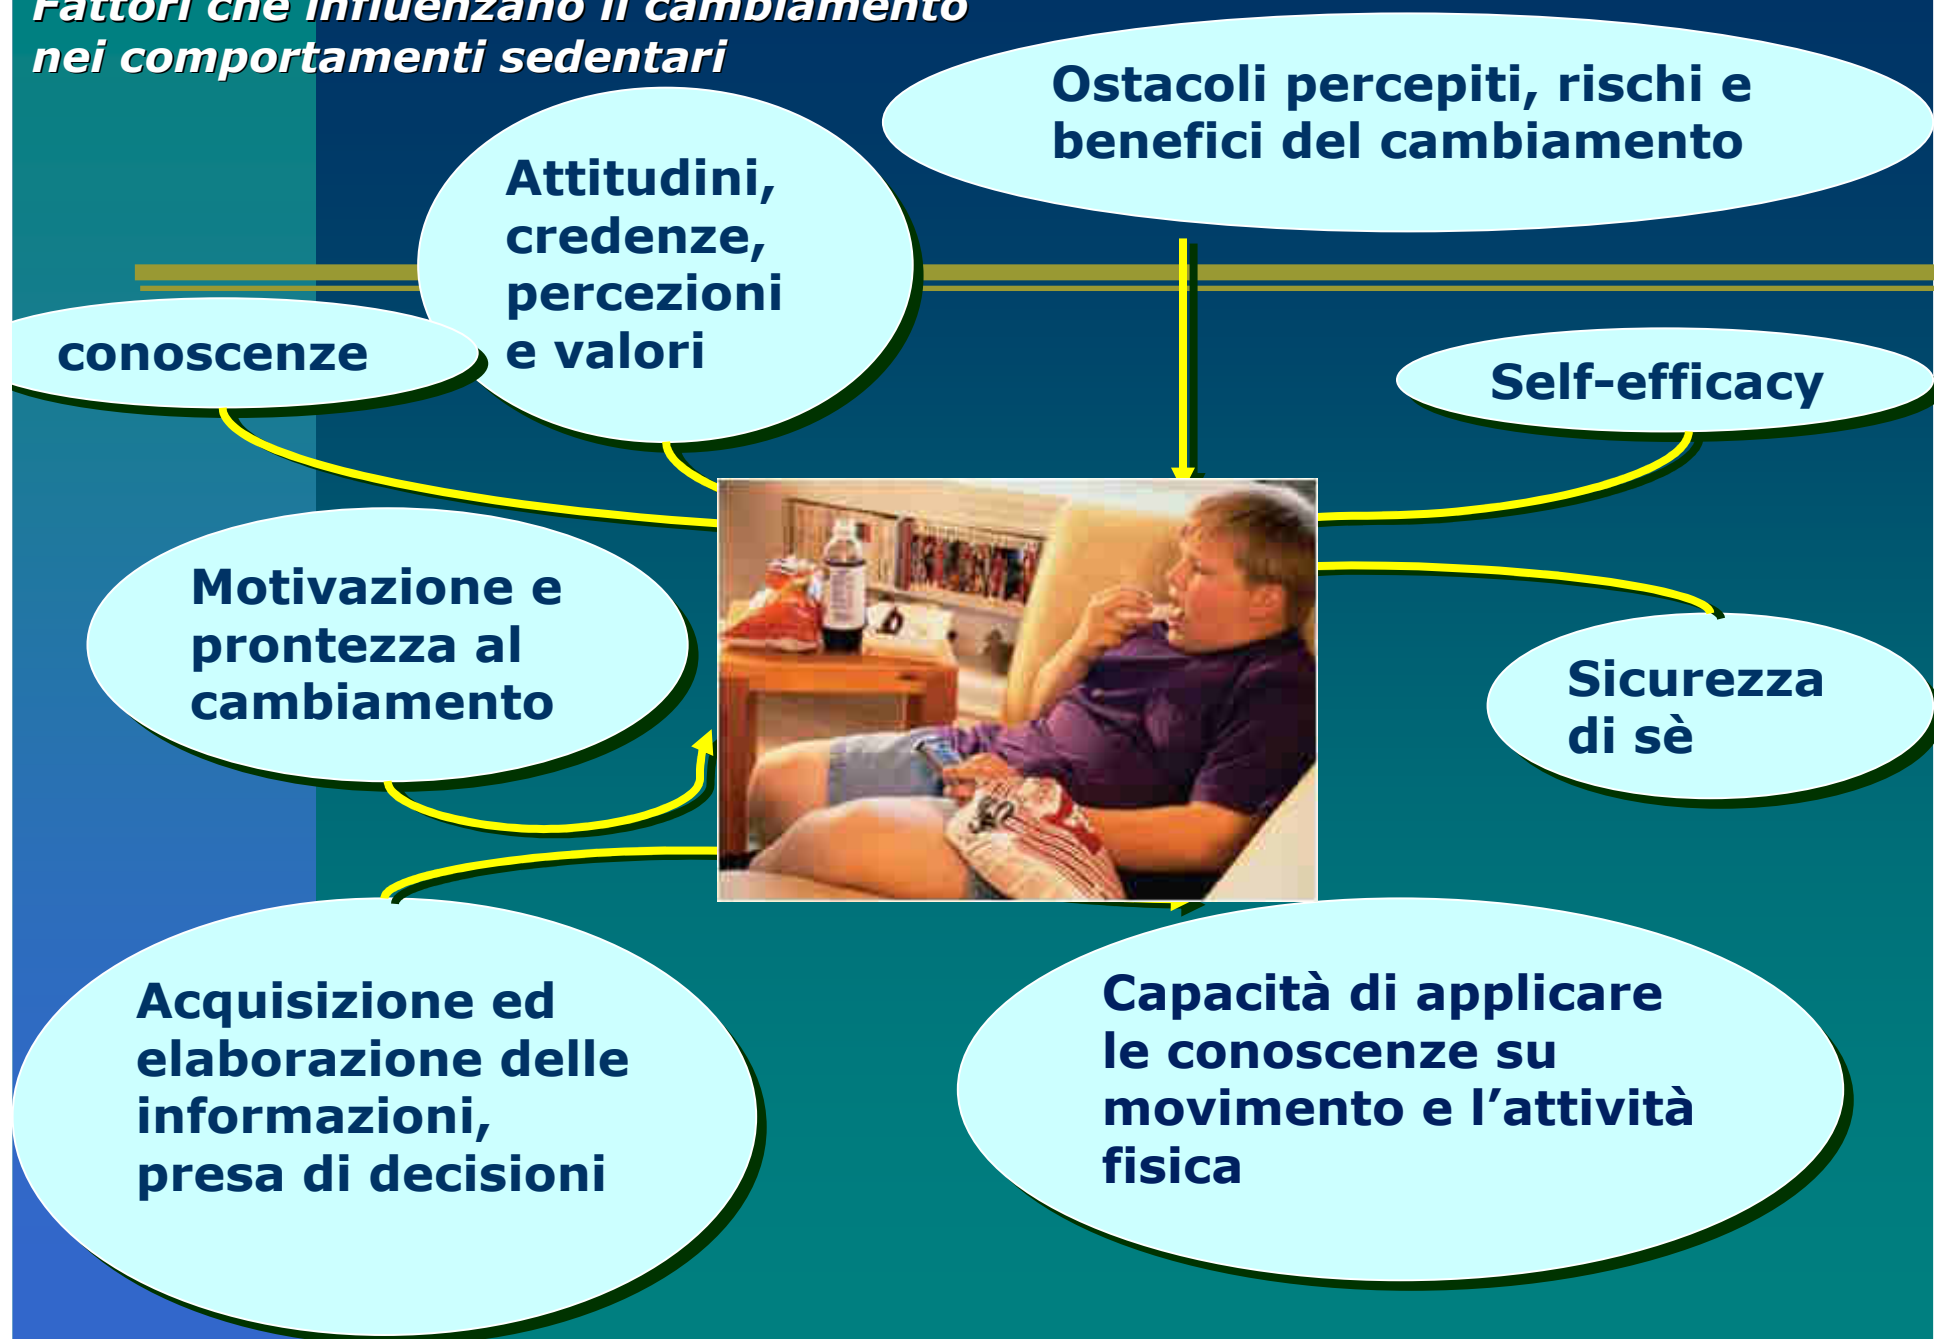 Fattori che influenzano il cambiamento
nei comportamenti sedentari
Ostacoli percepiti, rischi e
benefici del cambiamento
Attitudini,
credenze,
percezioni
e valori
conoscenze
Self-efficacy
Motivazione e
prontezza al
cambiamento
Sicurezza
di sè
Acquisizione ed
elaborazione delle
informazioni,
presa di decisioni
Capacità di applicare
le conoscenze su
movimento e l’attività
fisica